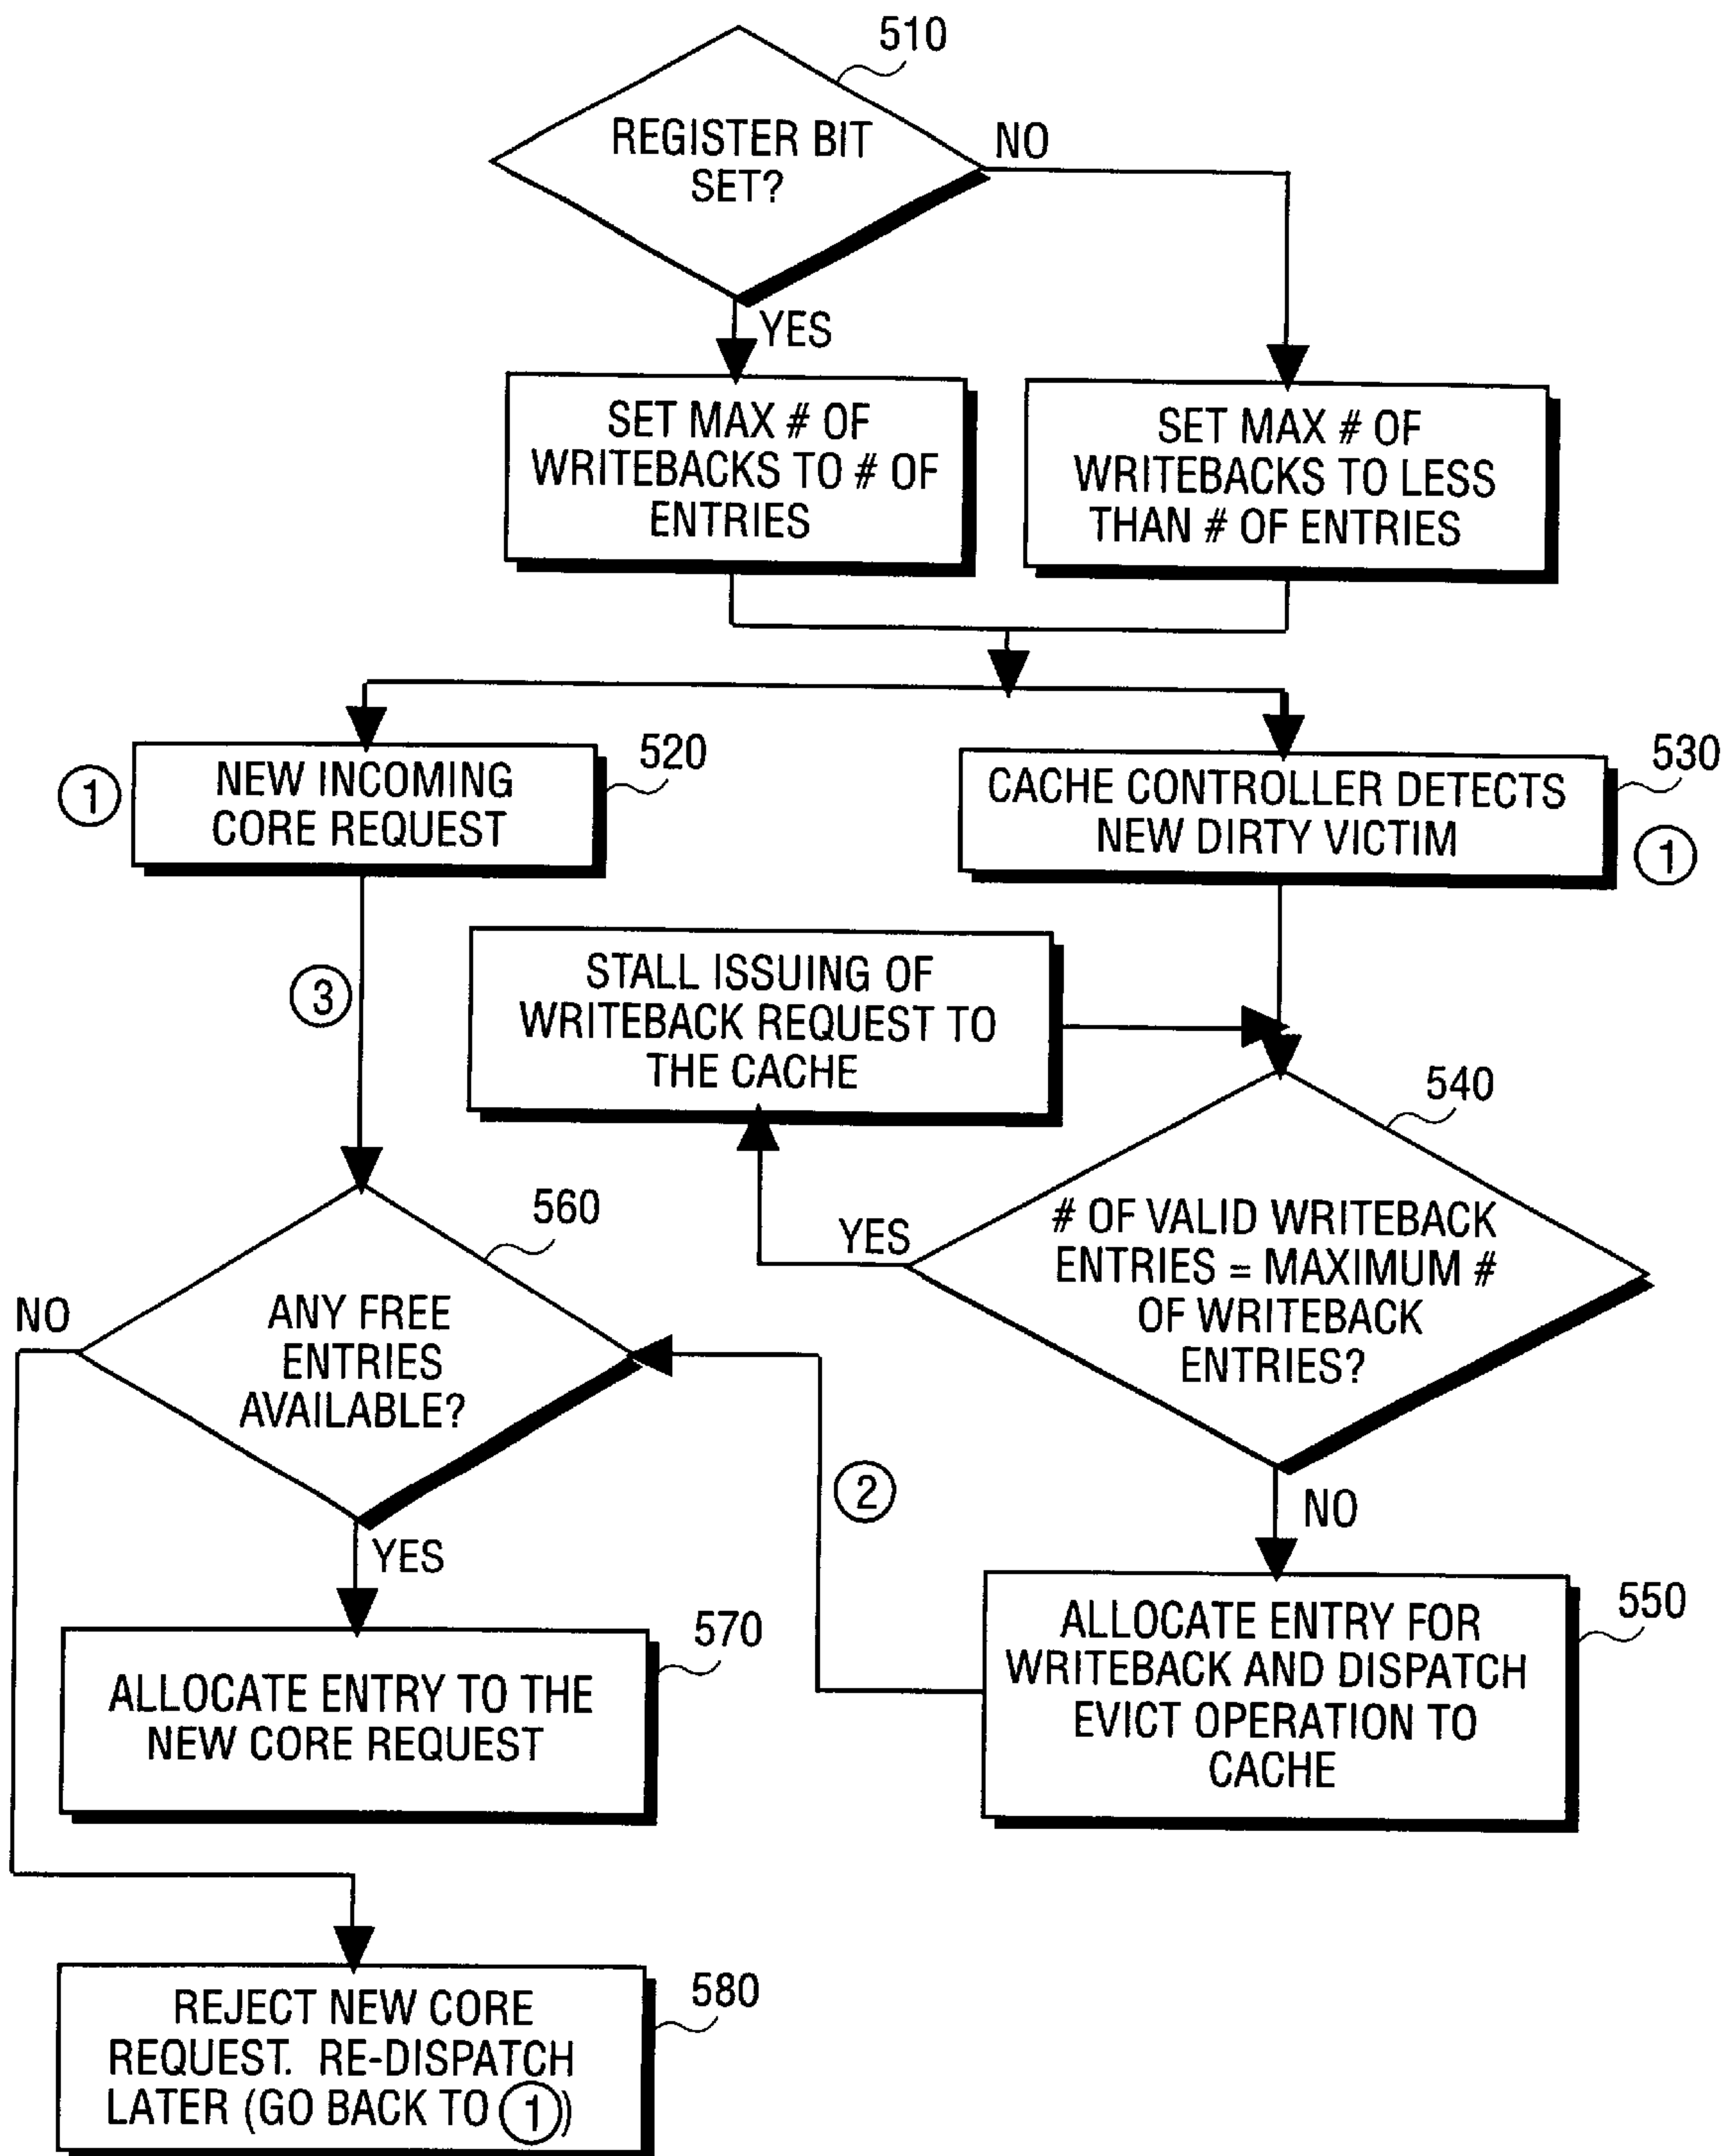 510
REGISTER BIT
SET?
NO
YES
SET MAX # OF
WRITEBACKS TO # OF
ENTRIES
SET MAX # OF
WRITEBACKS TO LESS
THAN # OF ENTRIES
1
NEW INCOMING
CORE REQUEST
520
CACHE CONTROLLER DETECTS
NEW DIRTY VICTIM
530
1
3
STALL ISSUING OF
WRITEBACK REQUEST TO
THE CACHE
540
# OF VALID WRITEBACK
ENTRIES = MAXIMUM #
OF WRITEBACK
ENTRIES?
YES
NO
560
ANY FREE
ENTRIES
AVAILABLE?
NO
YES
2
550
ALLOCATE ENTRY FOR
WRITEBACK AND DISPATCH
EVICT OPERATION TO
CACHE
570
ALLOCATE ENTRY TO THE
NEW CORE REQUEST
580
REJECT NEW CORE
REQUEST. RE-DISPATCH
LATER (GO BACK TO 1)